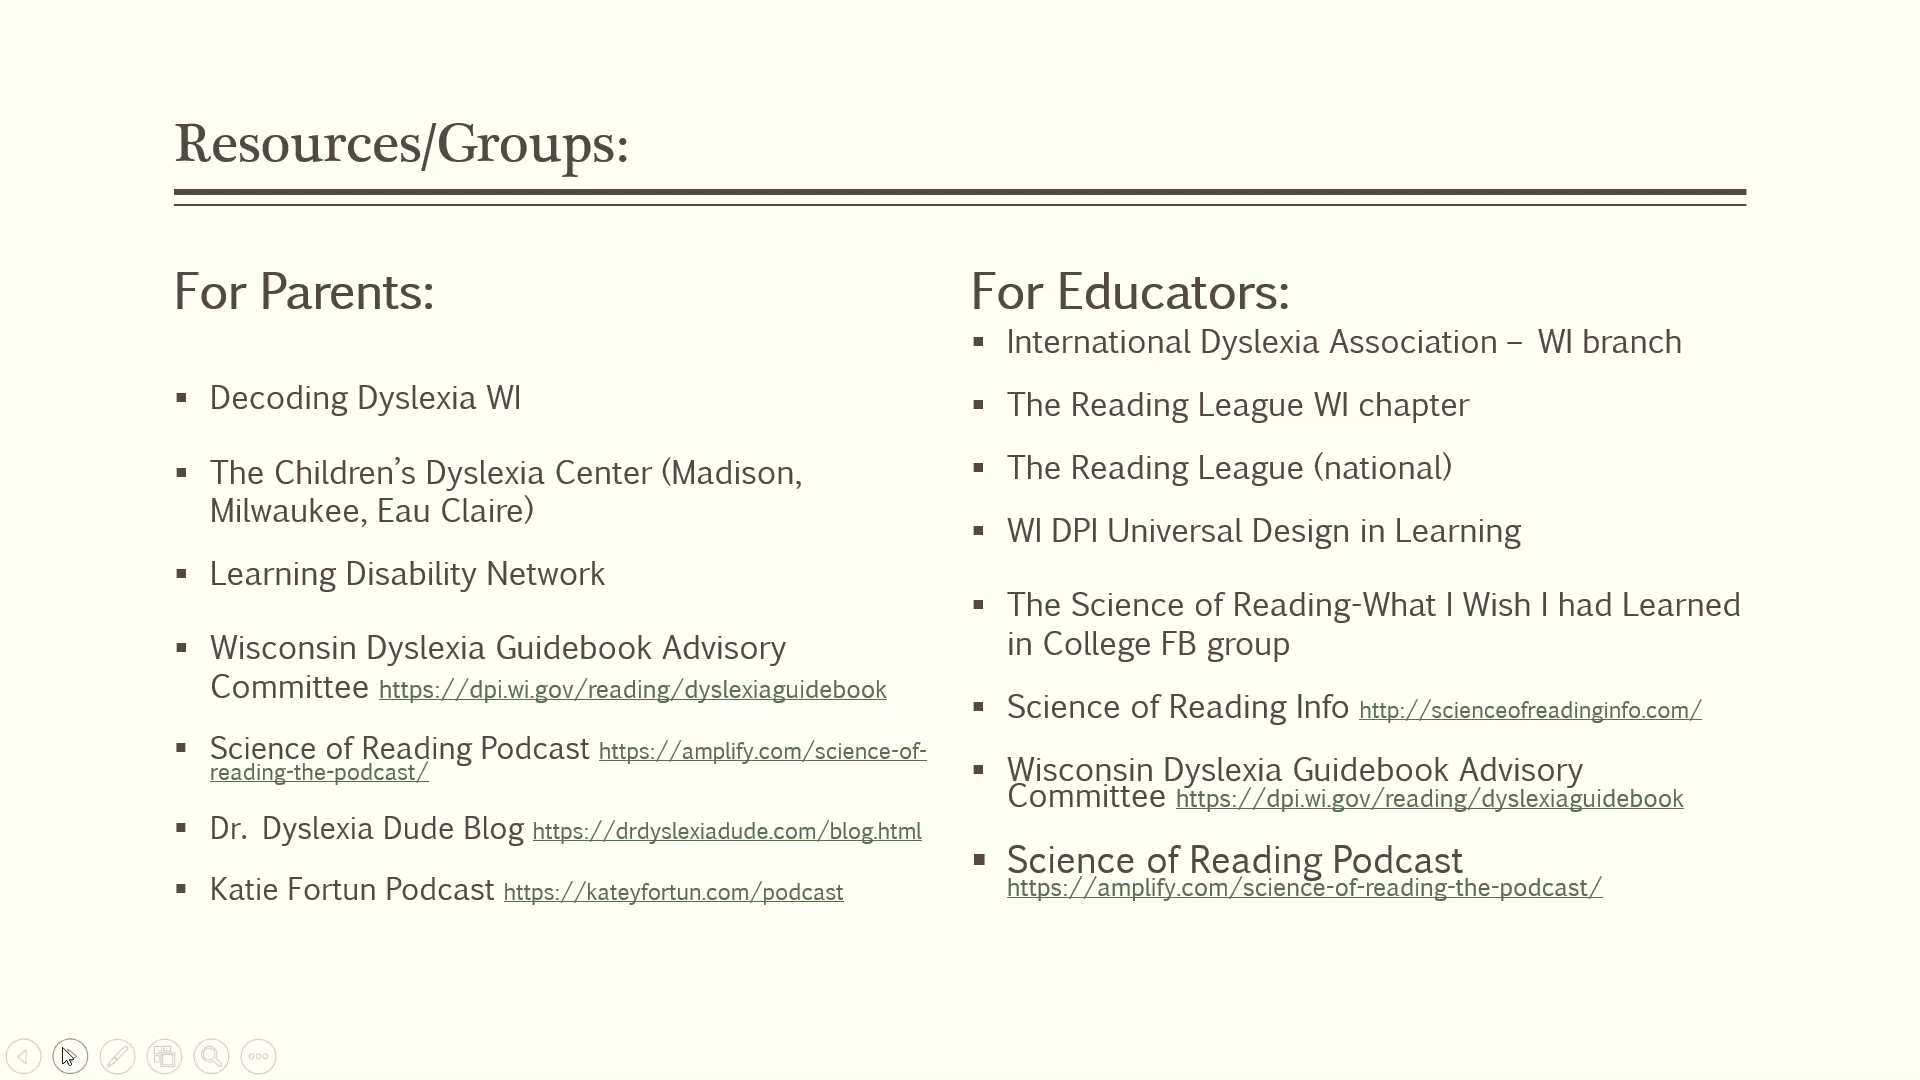 Resources/Groups:
For Parents:
▪ Decoding Dyslexia WI
▪ The Children’s Dyslexia Center (Madison,
Milwaukee, Eau Claire)
▪ Learning Disability Network
▪ Wisconsin Dyslexia Guidebook Advisory
Committee https://dpi.wi.gov/reading/dyslexiaguidebook
▪ Science of Reading Podcast https://amplify.com/science-of-
reading-the-podcast/
▪ Dr. Dyslexia Dude Blog https://drdyslexiadude.com/blog.html
▪ Katie Fortun Podcast https://kateyfortun.com/podcast
For Educators:
▪ International Dyslexia Association – WI branch
▪ The Reading League WI chapter
▪ The Reading League (national)
▪ WI DPI Universal Design in Learning
▪ The Science of Reading-What I Wish I had Learned
in College FB group
▪ Science of Reading Info http://scienceofreadinginfo.com/
▪ Wisconsin Dyslexia Guidebook Advisory
Committee https://dpi.wi.gov/reading/dyslexiaguidebook
▪ Science of Reading Podcast
https://amplify.com/science-of-reading-the-podcast/